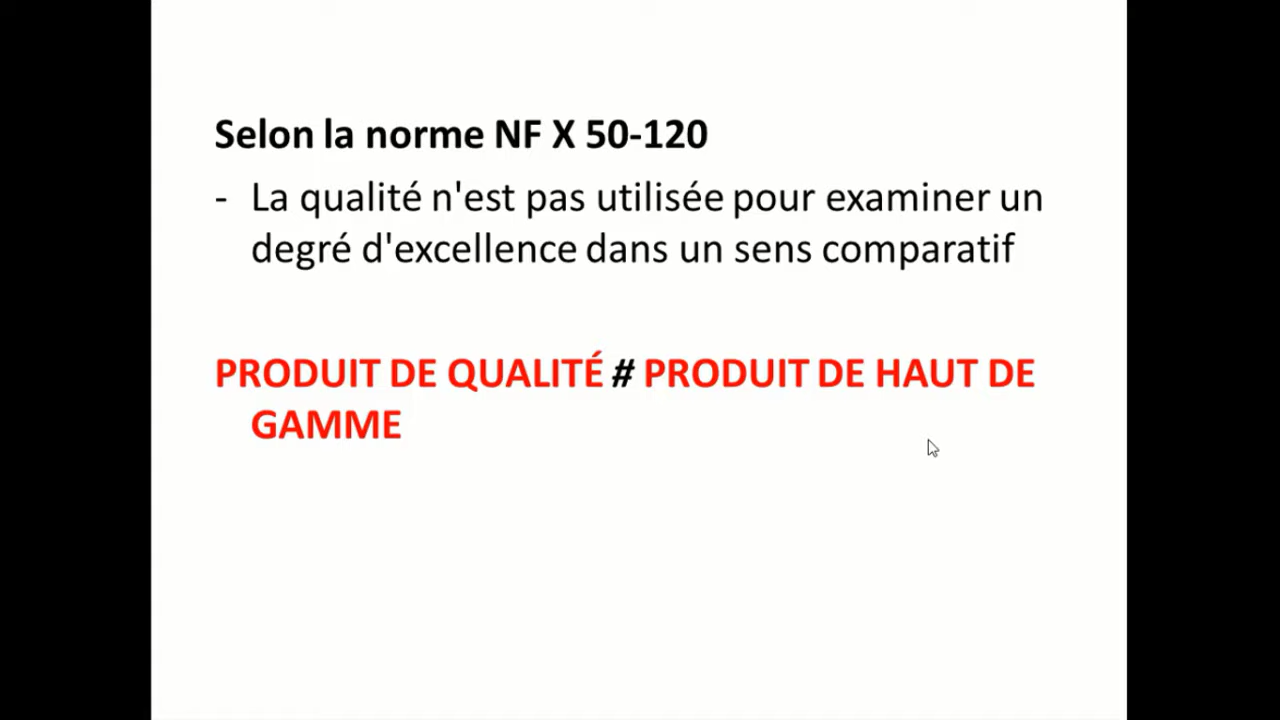 Selon la norme NF X 50-120
- La qualité n'est pas utilisée pour examiner un
degré d'excellence dans un sens comparatif
PRODUIT DE QUALITÉ # PRODUIT DE HAUT DE
GAMME